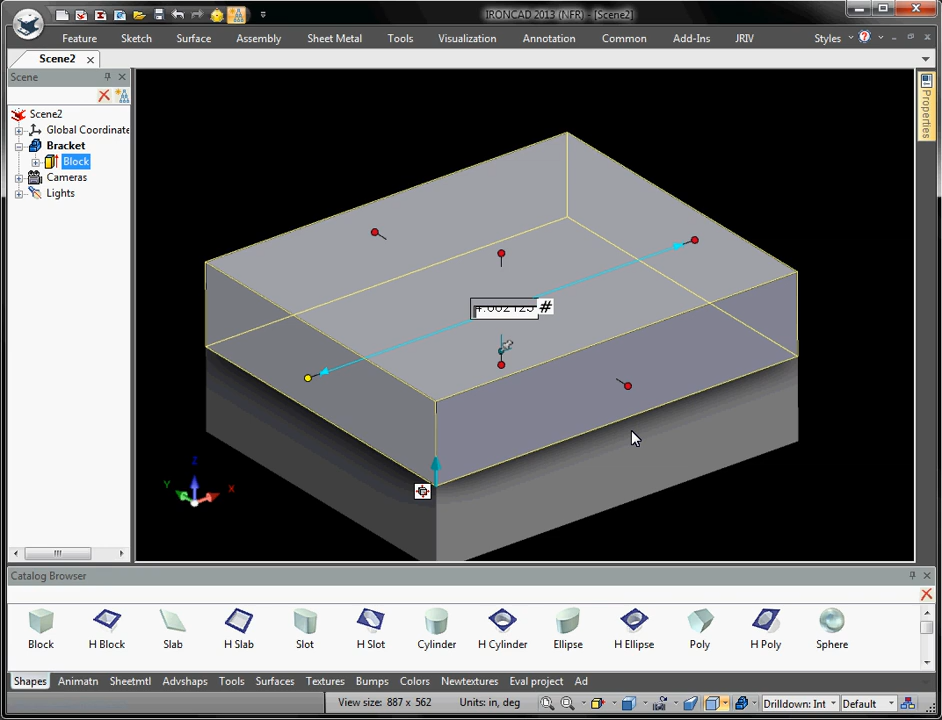 IRONCAD 2013 (NFR) - [Scene2]
Feature Sketch Surface Assembly Sheet Metal Tools Visualization Annotation Common Add-Ins JRIV Styles
Scene2
Scene
Properties
Scene2
Global Coordinate
Bracket
Block
Cameras
Lights
#
Z
Y X
Catalog Browser
Block H Block Slab H Slab Slot H Slot Cylinder H Cylinder Ellipse H Ellipse Poly H Poly Sphere
Shapes Animatn Sheetmtl Advshaps Tools Surfaces Textures Bumps Colors Newtextures Eval project Ad
View size: 887 x 562 Units: in, deg Drilldown: Int Default